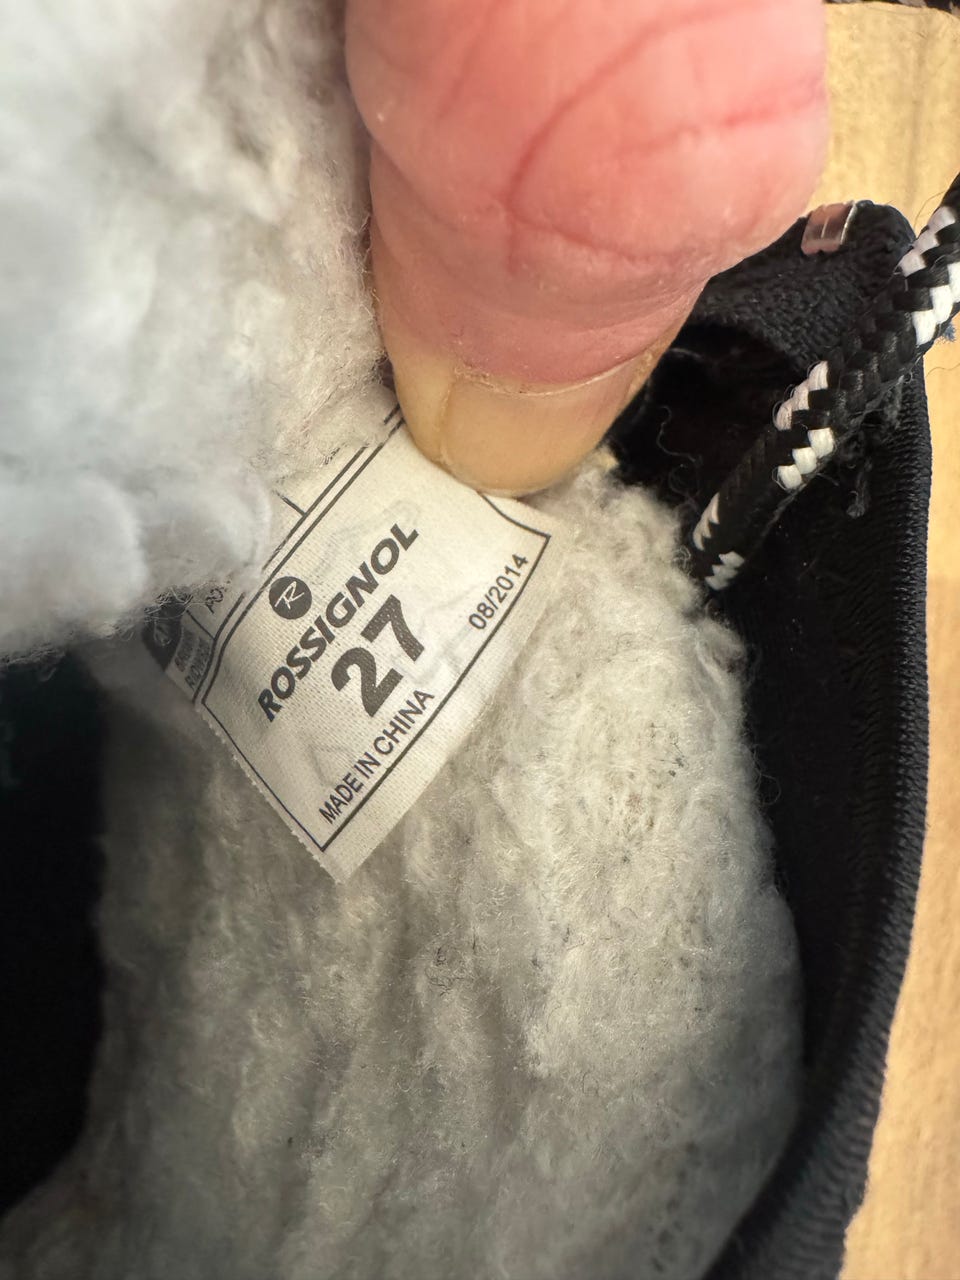 R
ROSSIGNOL
27
MADE IN CHINA
08/2014